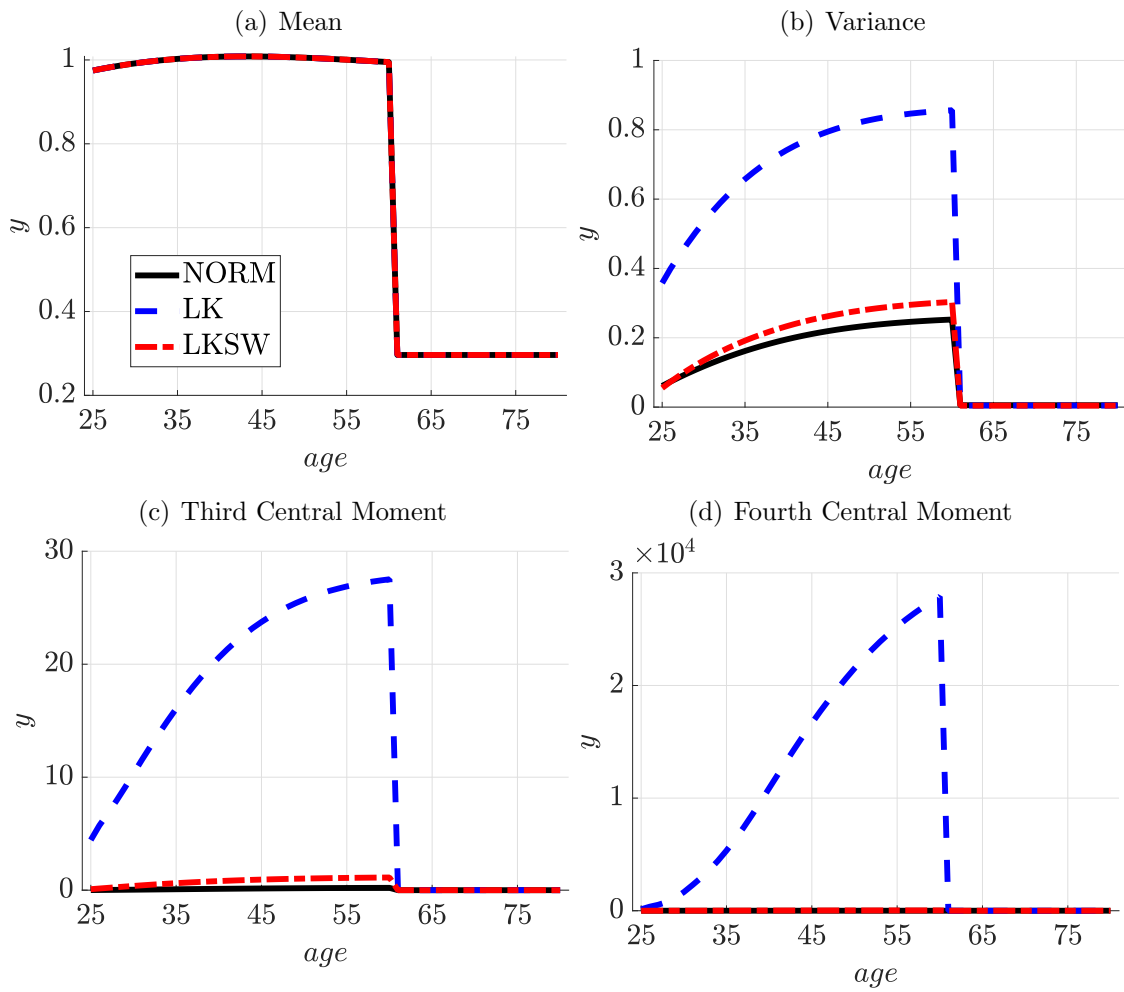 (a) Mean
1
0.8
0.6
0.4
0.2
y
25 35 45 55 65 75
age
NORM
LK
LKSW
(b) Variance
1
0.8
0.6
0.4
0.2
0
y
25 35 45 55 65 75
age
(c) Third Central Moment
30
20
10
0
y
25 35 45 55 65 75
age
(d) Fourth Central Moment
×10⁴
3
2
1
0
y
25 35 45 55 65 75
age